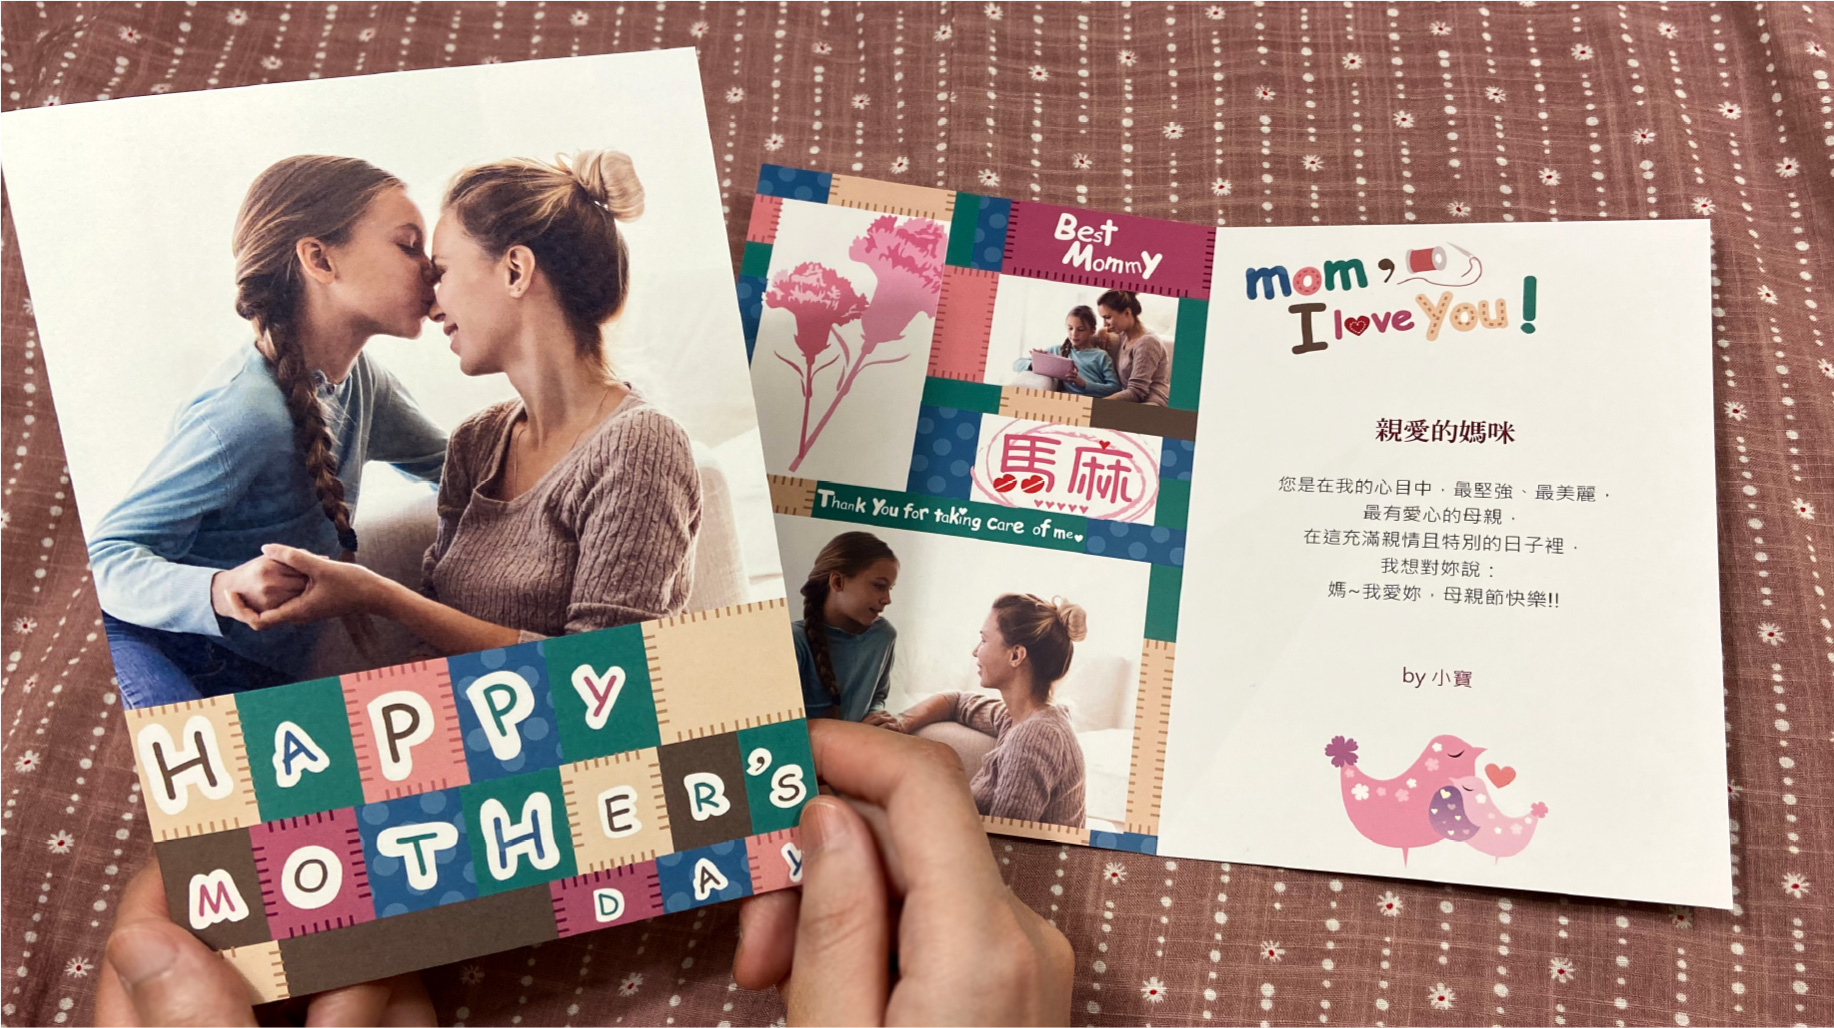 HAPPY
MOTHER'S
DAY
Best
Mommy
馬麻
Thank You for taking care of me
mom,
I love You!
親愛的媽咪
您是在我的心目中，最堅強、最美麗，
最有愛心的母親，
在這充滿親情且特別的日子裡，
我想對妳說：
媽~我愛妳，母親節快樂!!
by 小寶